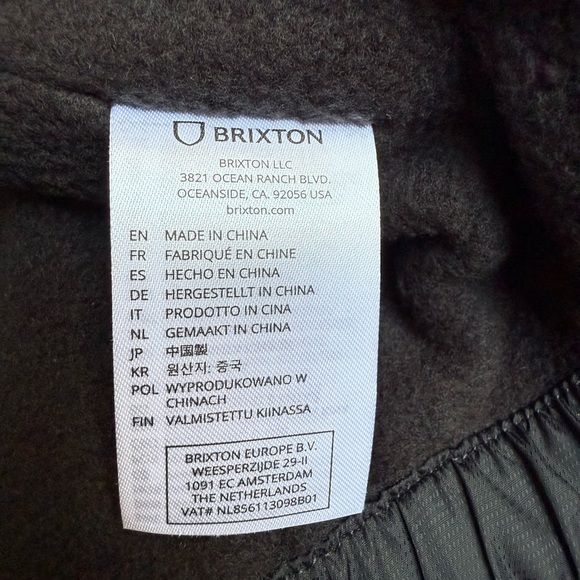 BRIXTON
BRIXTON LLC
3821 OCEAN RANCH BLVD.
OCEANSIDE, CA. 92056 USA
brixton.com
EN MADE IN CHINA
FR FABRIQUÉ EN CHINE
ES HECHO EN CHINA
DE HERGESTELLT IN CHINA
IT PRODOTTO IN CINA
NL GEMAAKT IN CHINA
JP 中国製
KR 원산지: 중국
POL WYPRODUKOWANO W
CHINACH
FIN VALMISTETTU KIINASSA
BRIXTON EUROPE B.V.
WEESPERZIJDE 29-II
1091 EC AMSTERDAM
THE NETHERLANDS
VAT# NL856113098B01